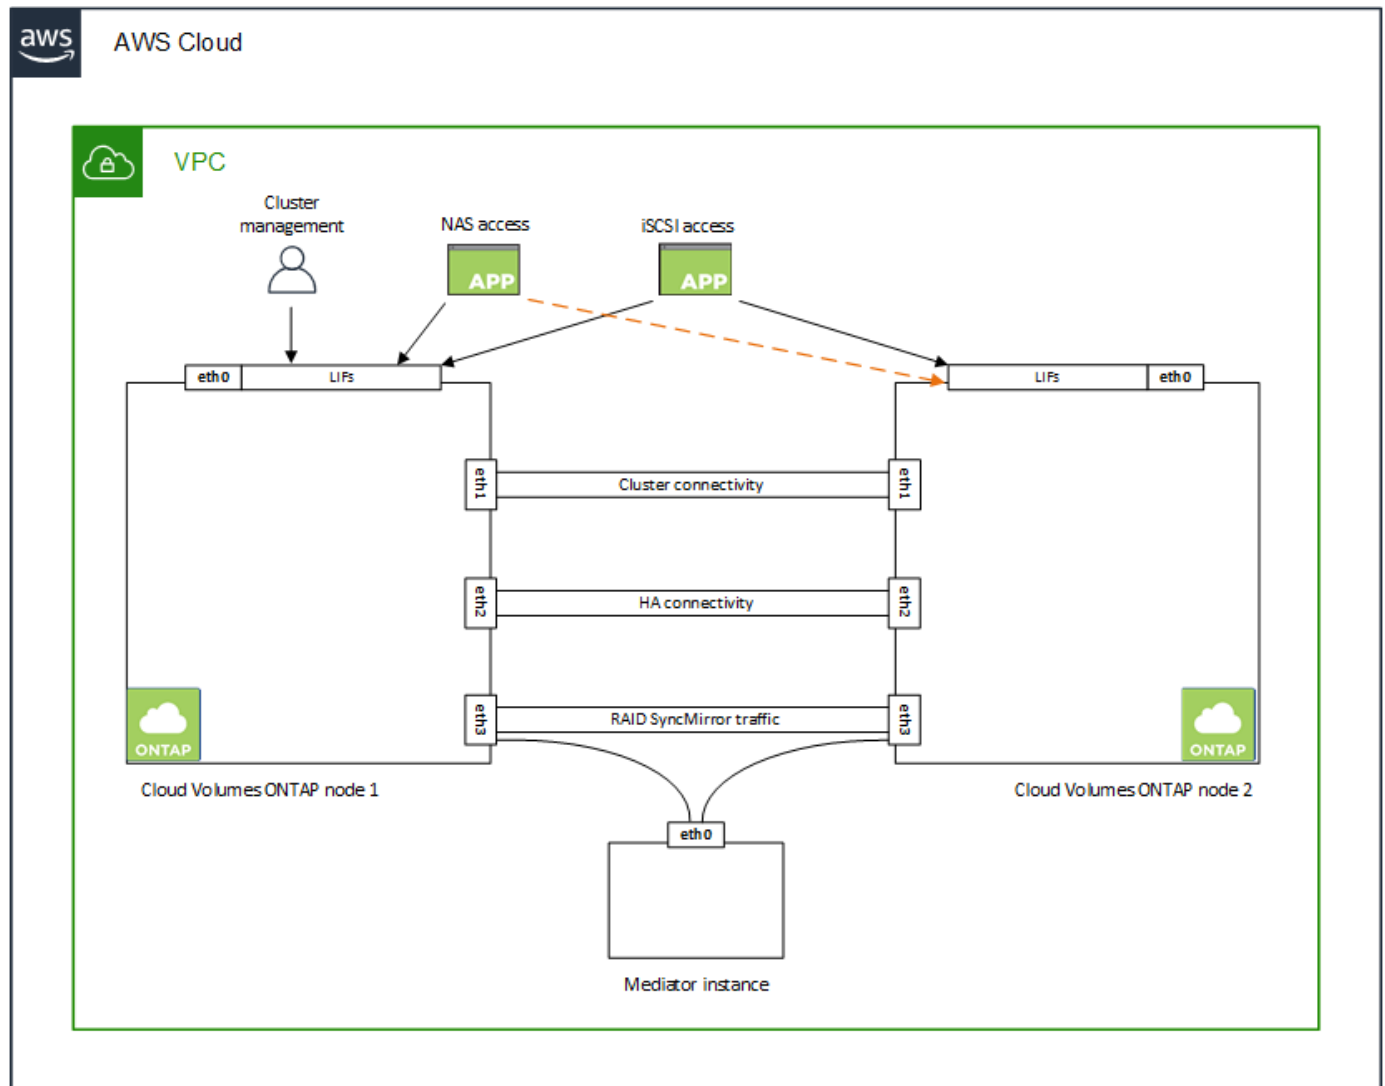 aws
AWS Cloud
VPC
Cluster
management
NAS access
iSCSI access
APP
APP
eth0
LIFs
LIFs
eth0
eth1
Cluster connectivity
eth1
eth2
HA connectivity
eth2
eth3
RAID SyncMirror traffic
eth3
ONTAP
ONTAP
Cloud Volumes ONTAP node 1
Cloud Volumes ONTAP node 2
eth0
Mediator instance